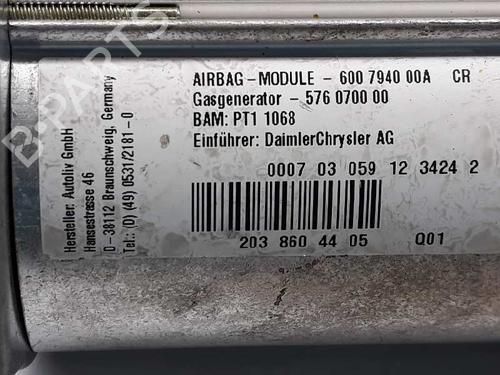 AIRBAG-MODULE - 600 7940 00A CR
Gasgenerator - 576 0700 00
BAM: PT1 1068
Einführer: DaimlerChrysler AG
0007 03 059 12 3424 2
203 860 44 05 Q01
Hersteller: Autoliv GmbH
Hansestrasse 46
D - 38112 Braunschweig, Germany
Tel.: (D) (49) 0531/2181 - 0
B-PARTS